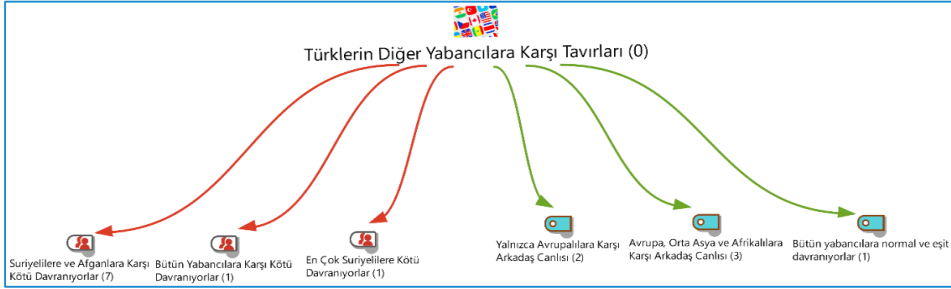 Türklerin Diğer Yabancılara Karşı Tavırları (0)
Suriyelilere ve Afganlara Karşı
Kötü Davranıyorlar (7)
Bütün Yabancılara Karşı Kötü
Davranıyorlar (1)
En Çok Suriyelilere Kötü
Davranıyorlar (1)
Yalnızca Avrupalılara Karşı
Arkadaş Canlısı (2)
Avrupa, Orta Asya ve Afrikalılara
Karşı Arkadaş Canlısı (3)
Bütün yabancılara normal ve eşit
davranıyorlar (1)